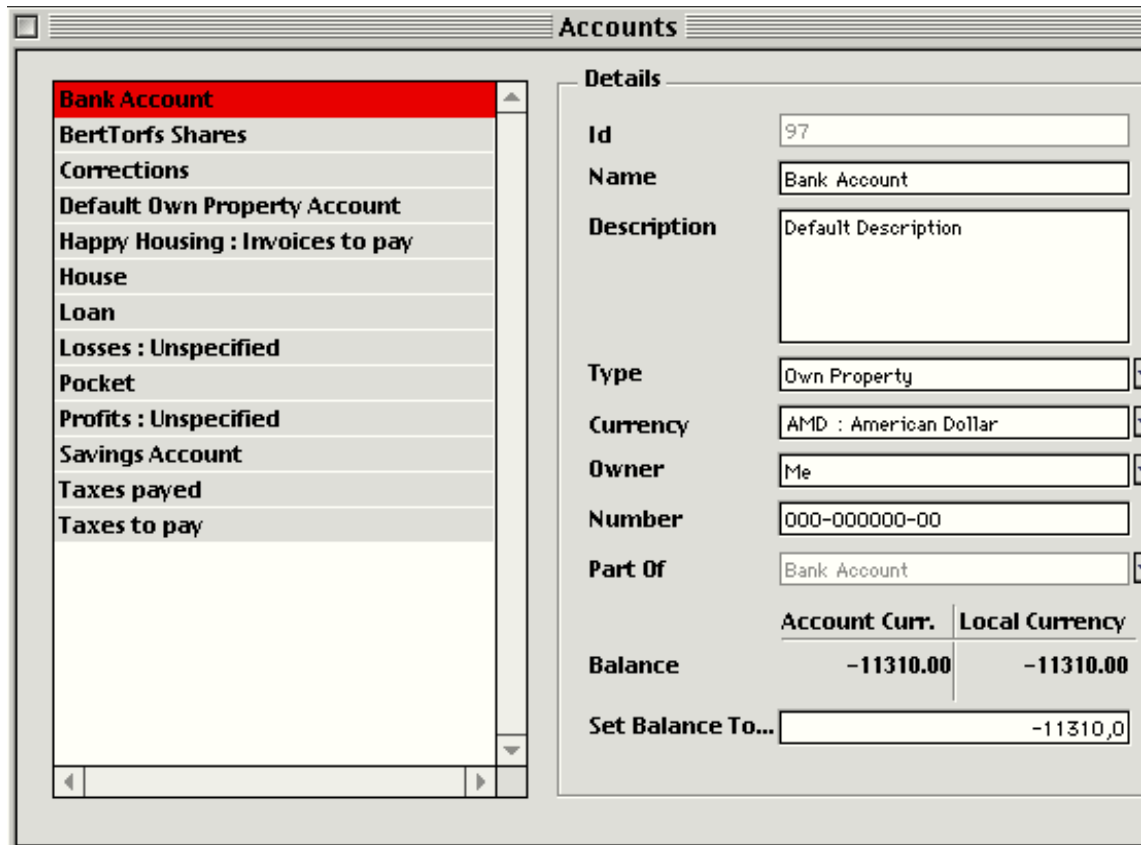 Accounts
Bank Account
BertTorfs Shares
Corrections
Default Own Property Account
Happy Housing : Invoices to pay
House
Loan
Losses : Unspecified
Pocket
Profits : Unspecified
Savings Account
Taxes payed
Taxes to pay
Details
Id 97
Name Bank Account
Description Default Description
Type Own Property
Currency AMD : American Dollar
Owner Me
Number 000-000000-00
Part Of Bank Account
Account Curr. Local Currency
Balance -11310.00 -11310.00
Set Balance To... -11310,0